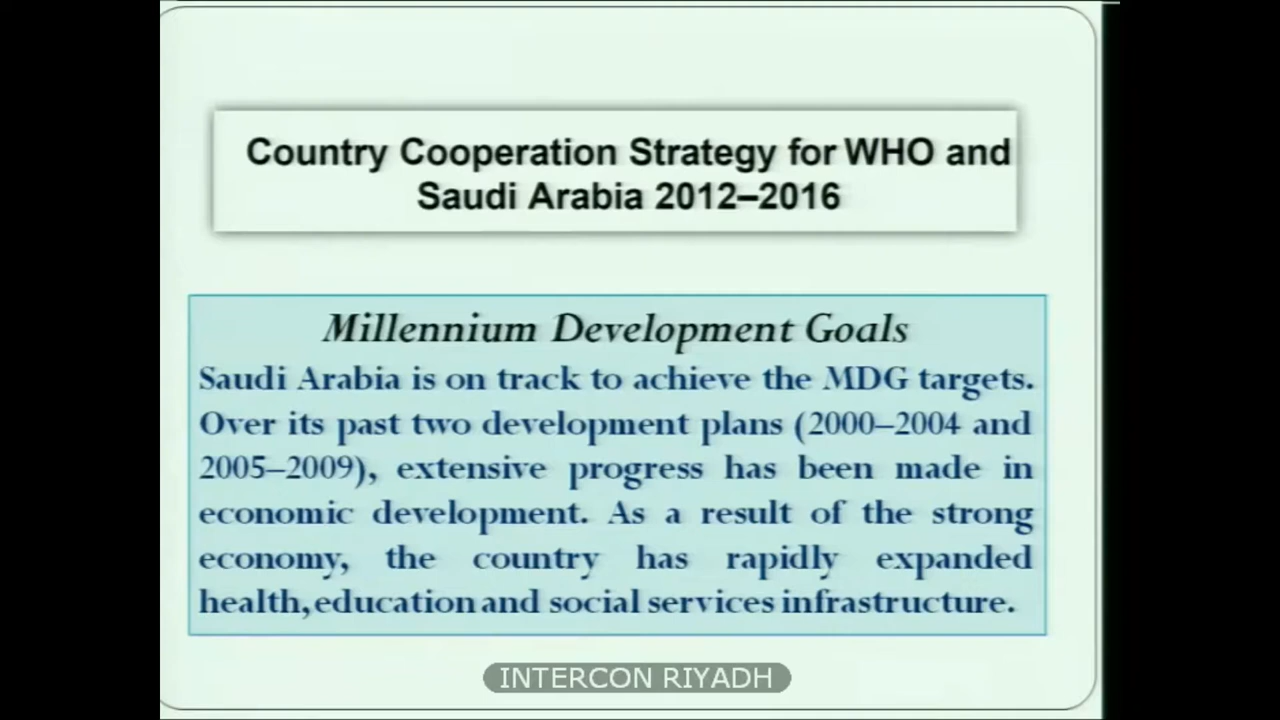 Country Cooperation Strategy for WHO and
Saudi Arabia 2012–2016
Millennium Development Goals
Saudi Arabia is on track to achieve the MDG targets.
Over its past two development plans (2000–2004 and
2005–2009), extensive progress has been made in
economic development. As a result of the strong
economy, the country has rapidly expanded
health, education and social services infrastructure.
INTERCON RIYADH